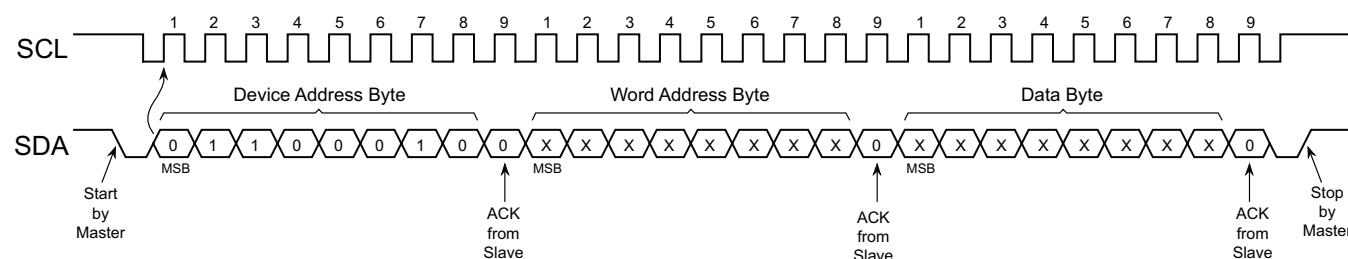 1 2 3 4 5 6 7 8 9 1 2 3 4 5 6 7 8 9 1 2 3 4 5 6 7 8 9
SCL
Device Address Byte Word Address Byte Data Byte
SDA 0 1 1 0 0 0 1 0 0 X X X X X X X X 0 X X X X X X X X 0
MSB MSB MSB
Start
by
Master
ACK
from
Slave
ACK
from
Slave
ACK
from
Slave
Stop
by
Master